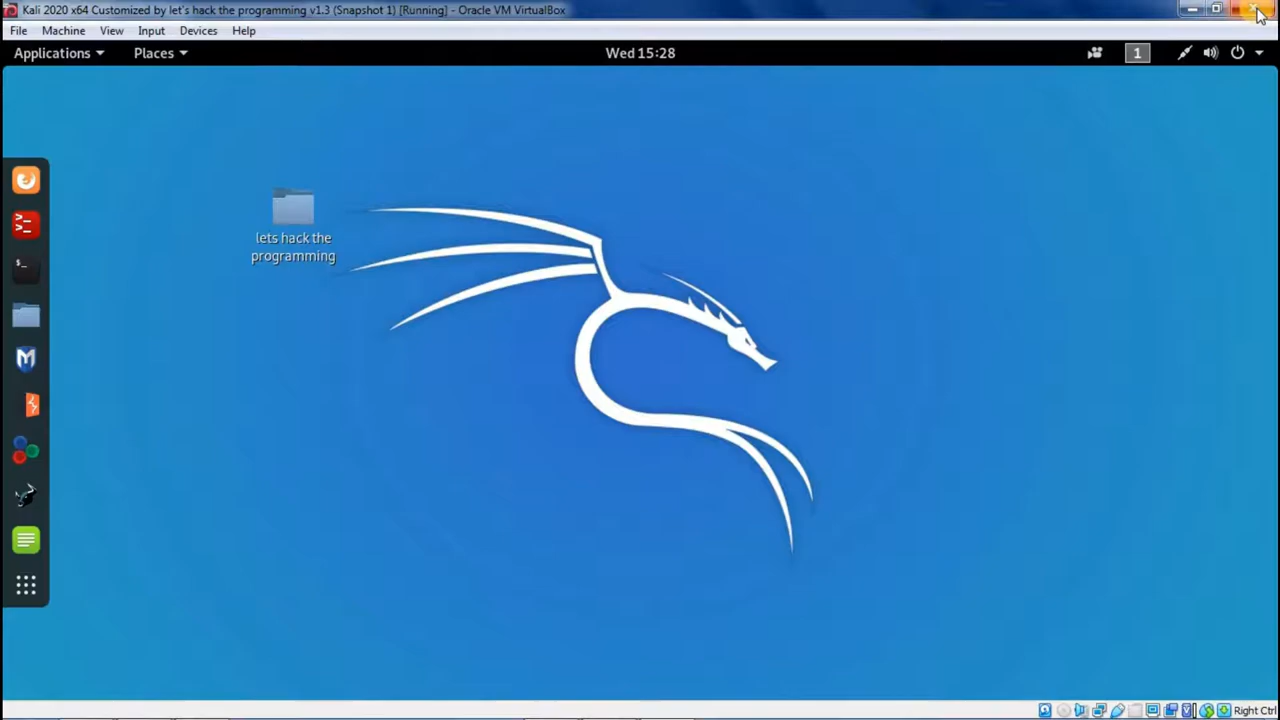 Kali 2020 x64 Customized by let's hack the programming v1.3 (Snapshot 1) [Running] - Oracle VM VirtualBox
File Machine View Input Devices Help
Applications Places Wed 15:28 1
lets hack the
programming
Right Ctrl